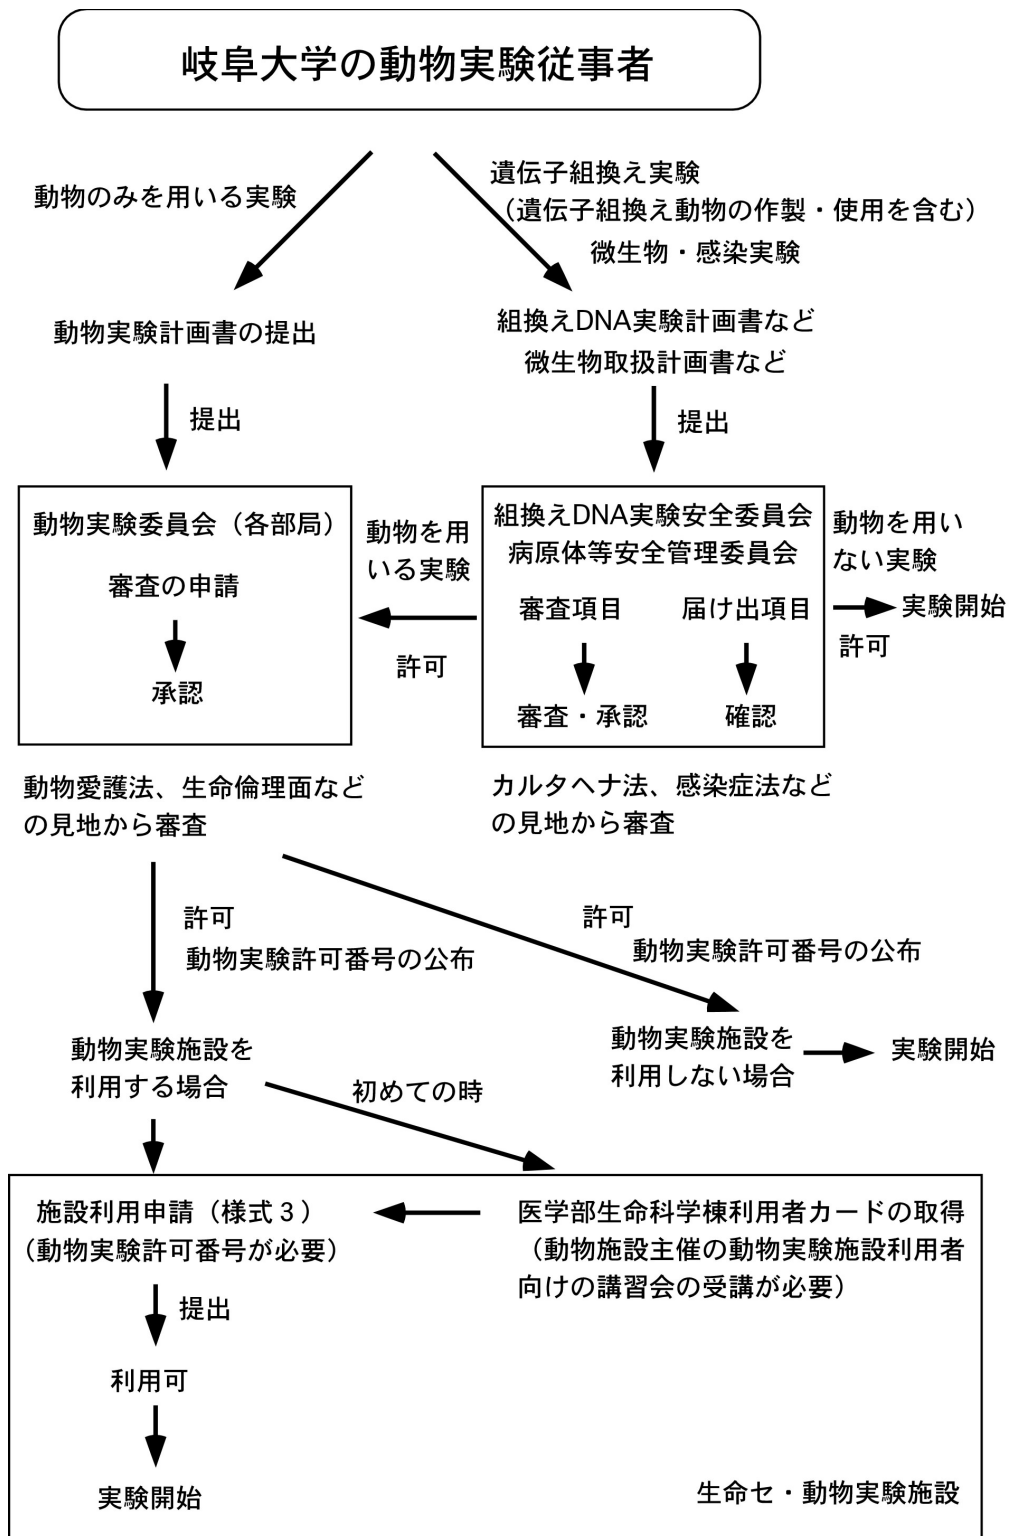 岐阜大学の動物実験従事者
動物のみを用いる実験
遺伝子組換え実験
（遺伝子組換え動物の作製・使用を含む）
微生物・感染実験
動物実験計画書の提出
組換えDNA実験計画書など
微生物取扱計画書など
提出
提出
動物実験委員会（各部局）
審査の申請
承認
動物を用
いる実験
許可
組換えDNA実験安全委員会
病原体等安全管理委員会
審査項目
届け出項目
審査・承認
確認
動物を用い
ない実験
実験開始
許可
動物愛護法、生命倫理面など
の見地から審査
カルタヘナ法、感染症法など
の見地から審査
許可
動物実験許可番号の公布
許可
動物実験許可番号の公布
動物実験施設を
利用する場合
動物実験施設を
利用しない場合
実験開始
初めての時
施設利用申請（様式３）
（動物実験許可番号が必要）
医学部生命科学棟利用者カードの取得
（動物施設主催の動物実験施設利用者
向けの講習会の受講が必要）
提出
利用可
実験開始
生命セ・動物実験施設